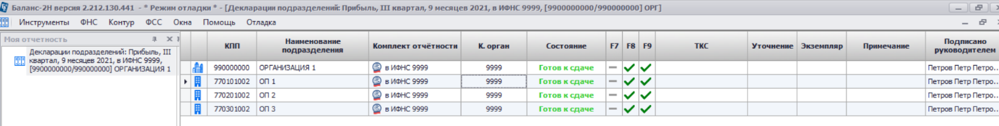 Баланс-2Н версия 2.212.130.441 - * Режим отладки * - [Декларации подразделений: Прибыль, III квартал, 9 месяцев 2021, в ИФНС 9999, [9900000000/990000000] ОРГ]
Инструменты ФНС Контур ФСС Окна Помощь Отладка
Моя отчетность
Декларации подразделений: Прибыль, III
квартал, 9 месяцев 2021, в ИФНС 9999,
[9900000000/990000000] ОРГАНИЗАЦИЯ 1
КПП Наименование подразделения Комплект отчётности К. орган Состояние F7 F8 F9 ТКС Уточнение Экземпляр Примечание Подписано руководителем
990000000 ОРГАНИЗАЦИЯ 1 в ИФНС 9999 9999 Готов к сдаче Петров Петр Петро..
770101002 ОП 1 в ИФНС 9999 9999 Готов к сдаче Петров Петр Петро..
770201002 ОП 2 в ИФНС 9999 9999 Готов к сдаче Петров Петр Петро..
770301002 ОП 3 в ИФНС 9999 9999 Готов к сдаче Петров Петр Петро..